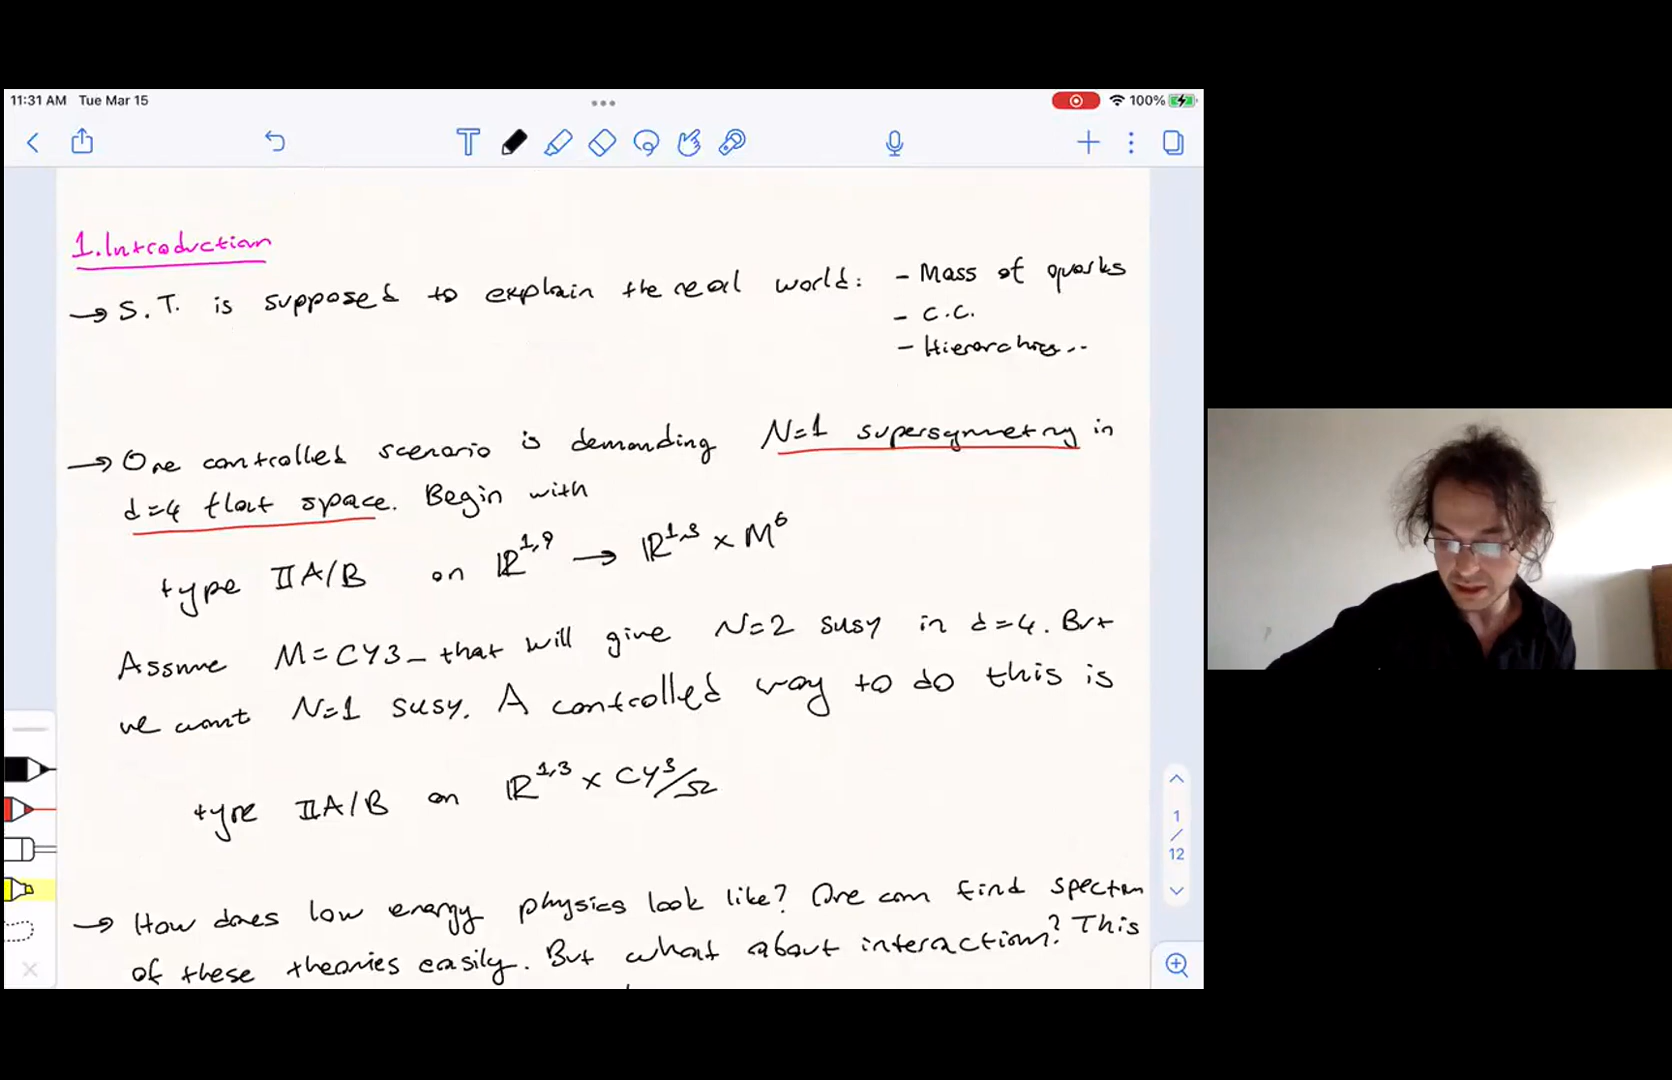 11:31 AM Tue Mar 15
100%
1. Introduction
→ S.T. is supposed to explain the real world: - Mass of quarks
- C.C.
- Hierarchies...
→ One controlled scenario is demanding N=1 supersymmetry in
d=4 flat space. Begin with
type IIA/B on ℝ^{1,9} → ℝ^{1,3} × M^6
Assume M=CY3 - that will give N=2 susy in d=4. But
we want N=1 susy. A controlled way to do this is
type IIA/B on ℝ^{1,3} × CY^3/Ω
→ How does low energy physics look like? One can find spectrum
of these theories easily. But what about interaction? This
1
/
12